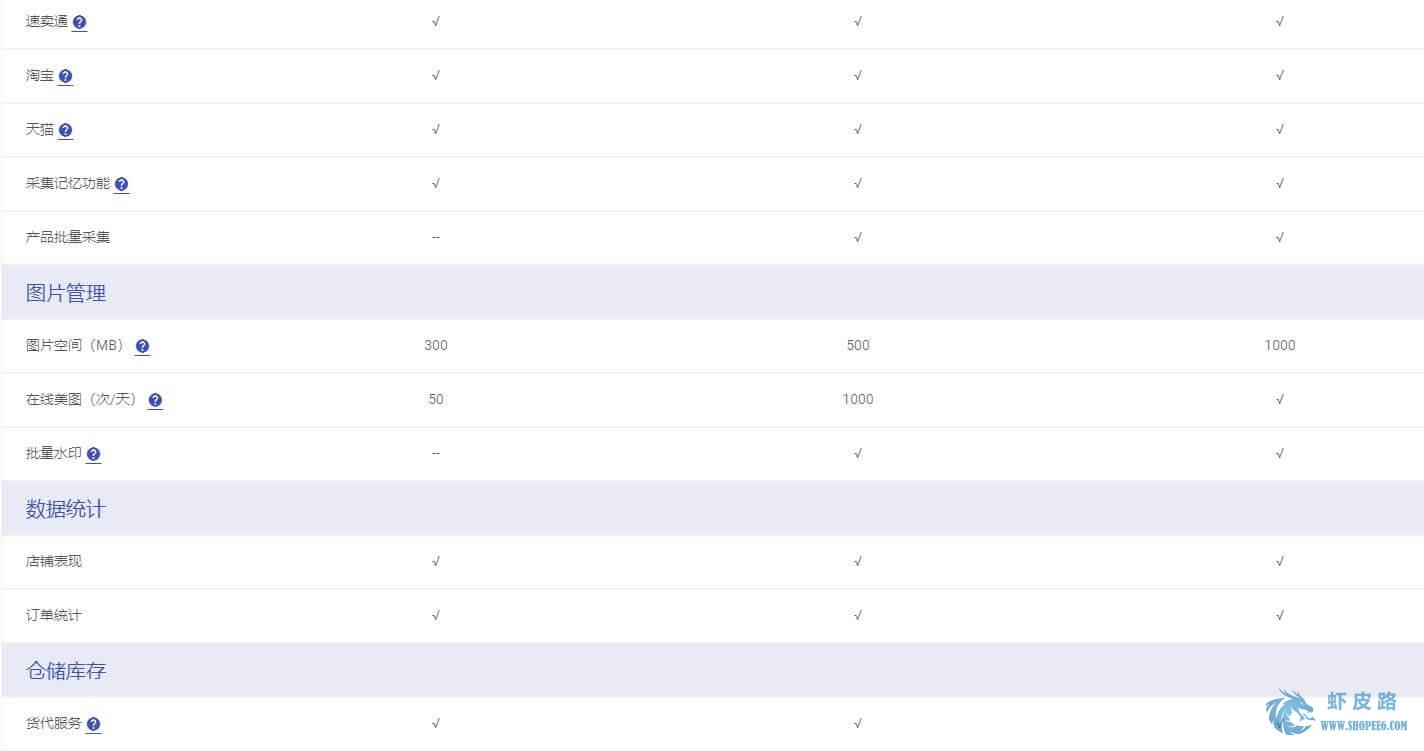 速卖通 ? √ √ √
淘宝 ? √ √ √
天猫 ? √ √ √
采集记忆功能 ? √ √ √
产品批量采集 -- √ √
图片管理
图片空间（MB） ? 300 500 1000
在线美图（次/天） ? 50 1000 √
批量水印 ? -- √ √
数据统计
店铺表现 √ √ √
订单统计 √ √ √
仓储库存
货代服务 ? √ √ √
虾皮路
WWW.SHOPEE6.COM